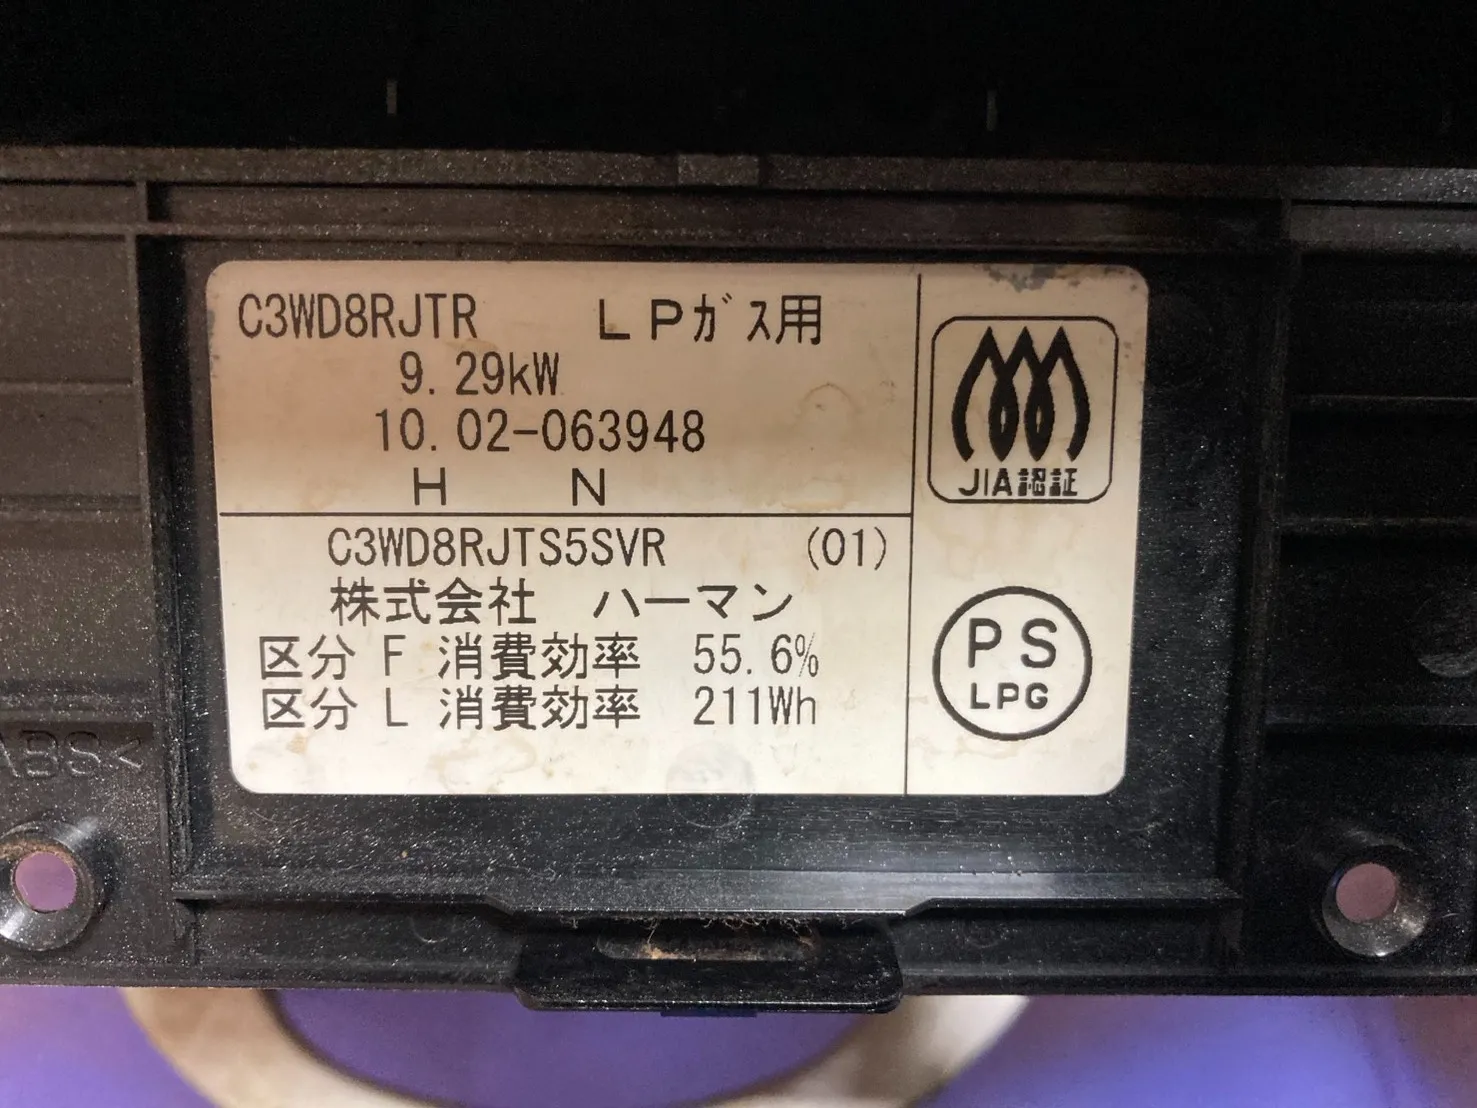 C3WD8RJTR LPガス用
9.29kW
10.02-063948
H N
C3WD8RJTS5SVR (01)
株式会社 ハーマン
区分 F 消費効率 55.6%
区分 L 消費効率 211Wh
JIA認証
PS
LPG
ABS<